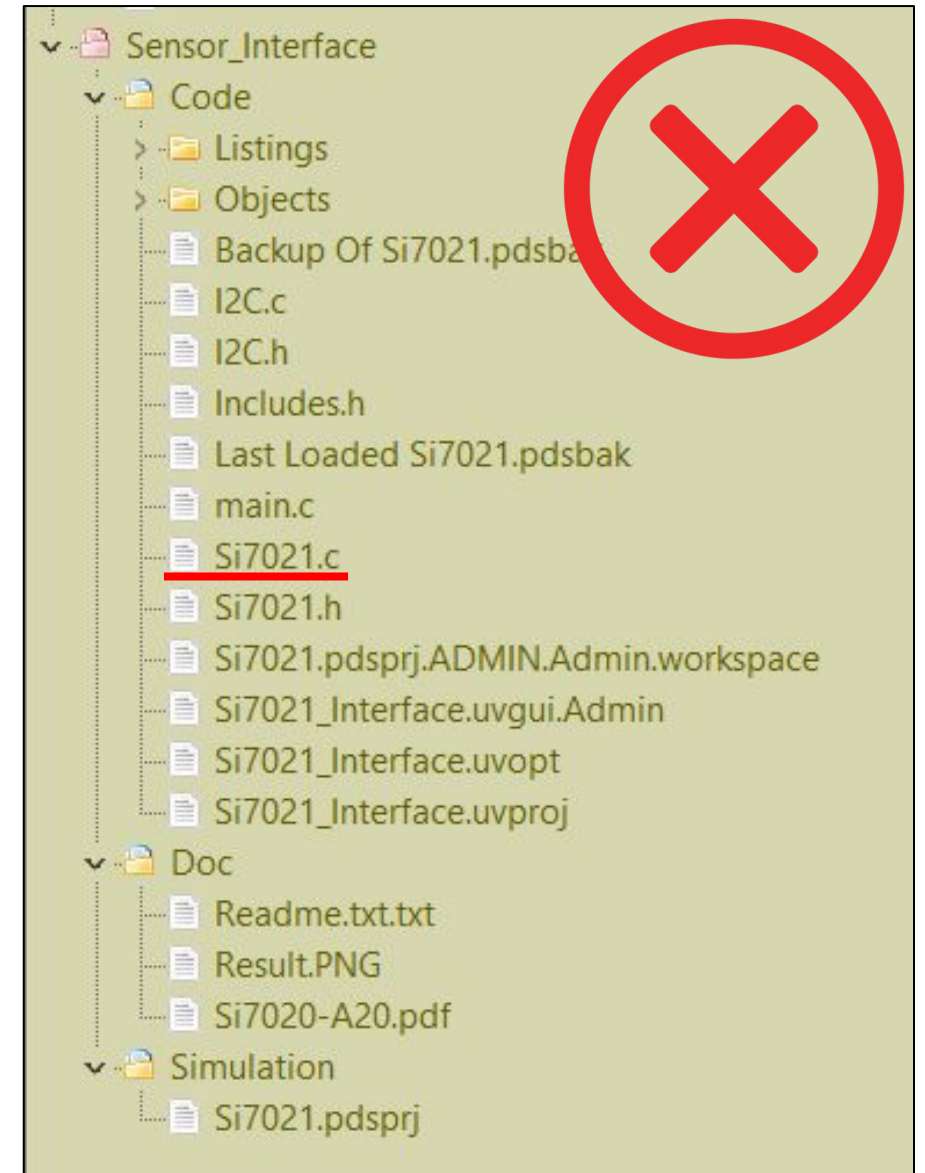 Sensor_Interface
Code
Listings
Objects
Backup Of Si7021.pdsbak
I2C.c
I2C.h
Includes.h
Last Loaded Si7021.pdsbak
main.c
Si7021.c
Si7021.h
Si7021.pdsprj.ADMIN.Admin.workspace
Si7021_Interface.uvgui.Admin
Si7021_Interface.uvopt
Si7021_Interface.uvproj
Doc
Readme.txt.txt
Result.PNG
Si7020-A20.pdf
Simulation
Si7021.pdsprj